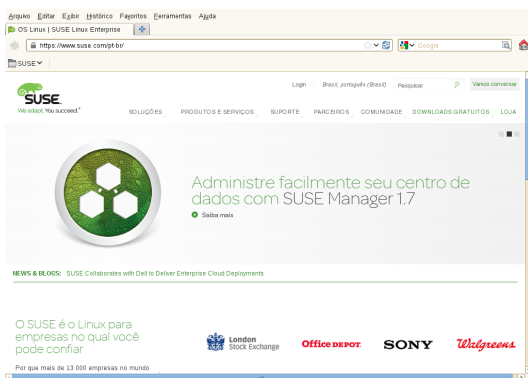 Arquivo Editar Exibir Histórico Favoritos Ferramentas Ajuda
OS Linux | SUSE Linux Enterprise
https://www.suse.com/pt-br/
Google
SUSE
Login Brasil, português (Brasil) Pesquisar Vamos conversar
SUSE
We adapt. You succeed.
SOLUÇÕES PRODUTOS E SERVIÇOS SUPORTE PARCEIROS COMUNIDADE DOWNLOADS GRATUITOS LOJA
Administre facilmente seu centro de
dados com SUSE Manager 1.7
Saiba mais
NEWS & BLOGS: SUSE Collaborates with Dell to Deliver Enterprise Cloud Deployments
O SUSE é o Linux para
empresas no qual você
pode confiar
London
Stock Exchange
Office DEPOT.
SONY
Walgreens
Por que mais de 13.000 empresas no mundo